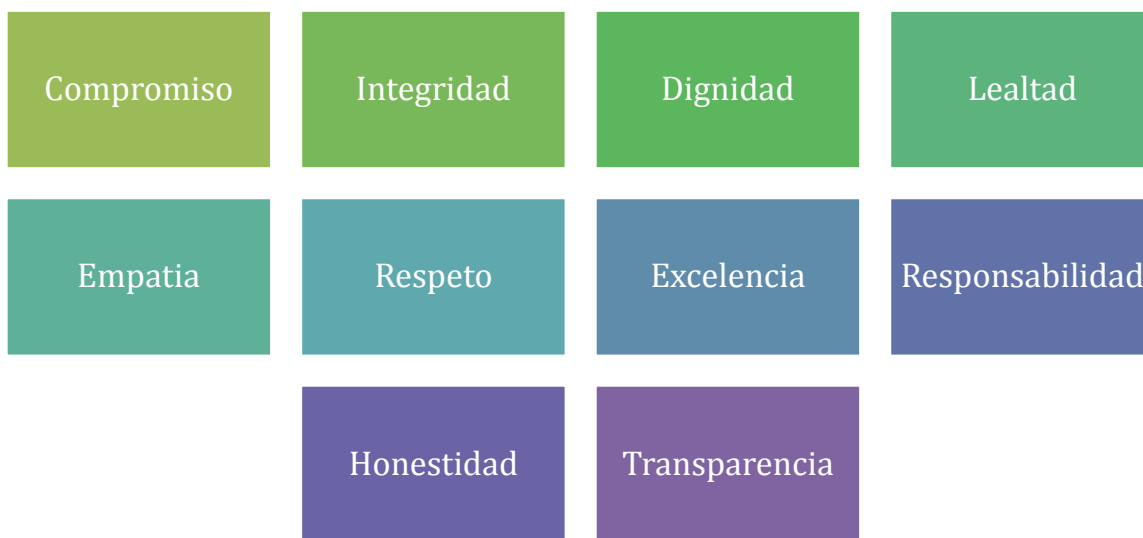 Compromiso
Integridad
Dignidad
Lealtad
Empatia
Respeto
Excelencia
Responsabilidad
Honestidad
Transparencia